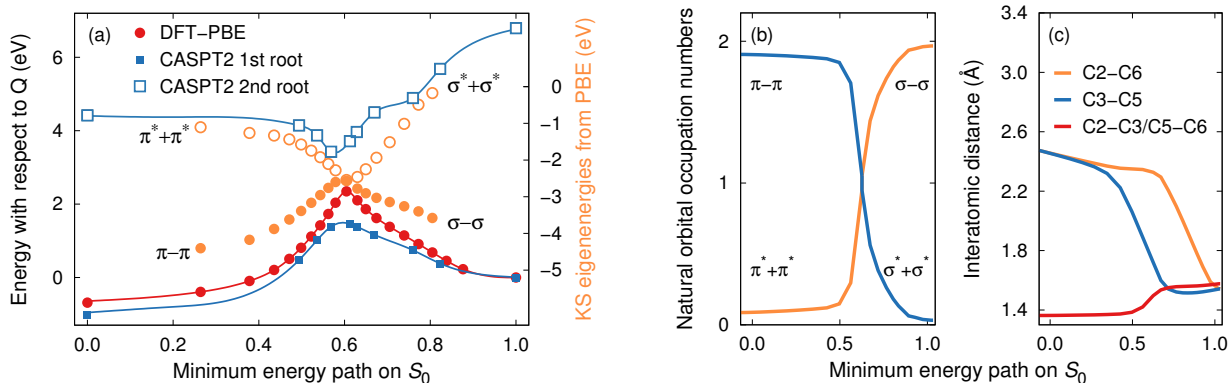 (a)
DFT−PBE
CASPT2 1st root
CASPT2 2nd root
π*+π*
σ*+σ*
π−π
σ−σ
Energy with respect to Q (eV)
6
4
2
0
KS eigenenergies from PBE (eV)
0
−1
−2
−3
−4
−5
0.0 0.2 0.4 0.6 0.8 1.0
Minimum energy path on S0
(b)
π−π
σ−σ
π*+π*
σ*+σ*
Natural orbital occupation numbers
2
1
0
0.0 0.5 1.0
Minimum energy path on S0
(c)
C2−C6
C3−C5
C2−C3/C5−C6
Interatomic distance (Å)
3.4
3.0
2.6
2.2
1.8
1.4
0.0 0.5 1.0